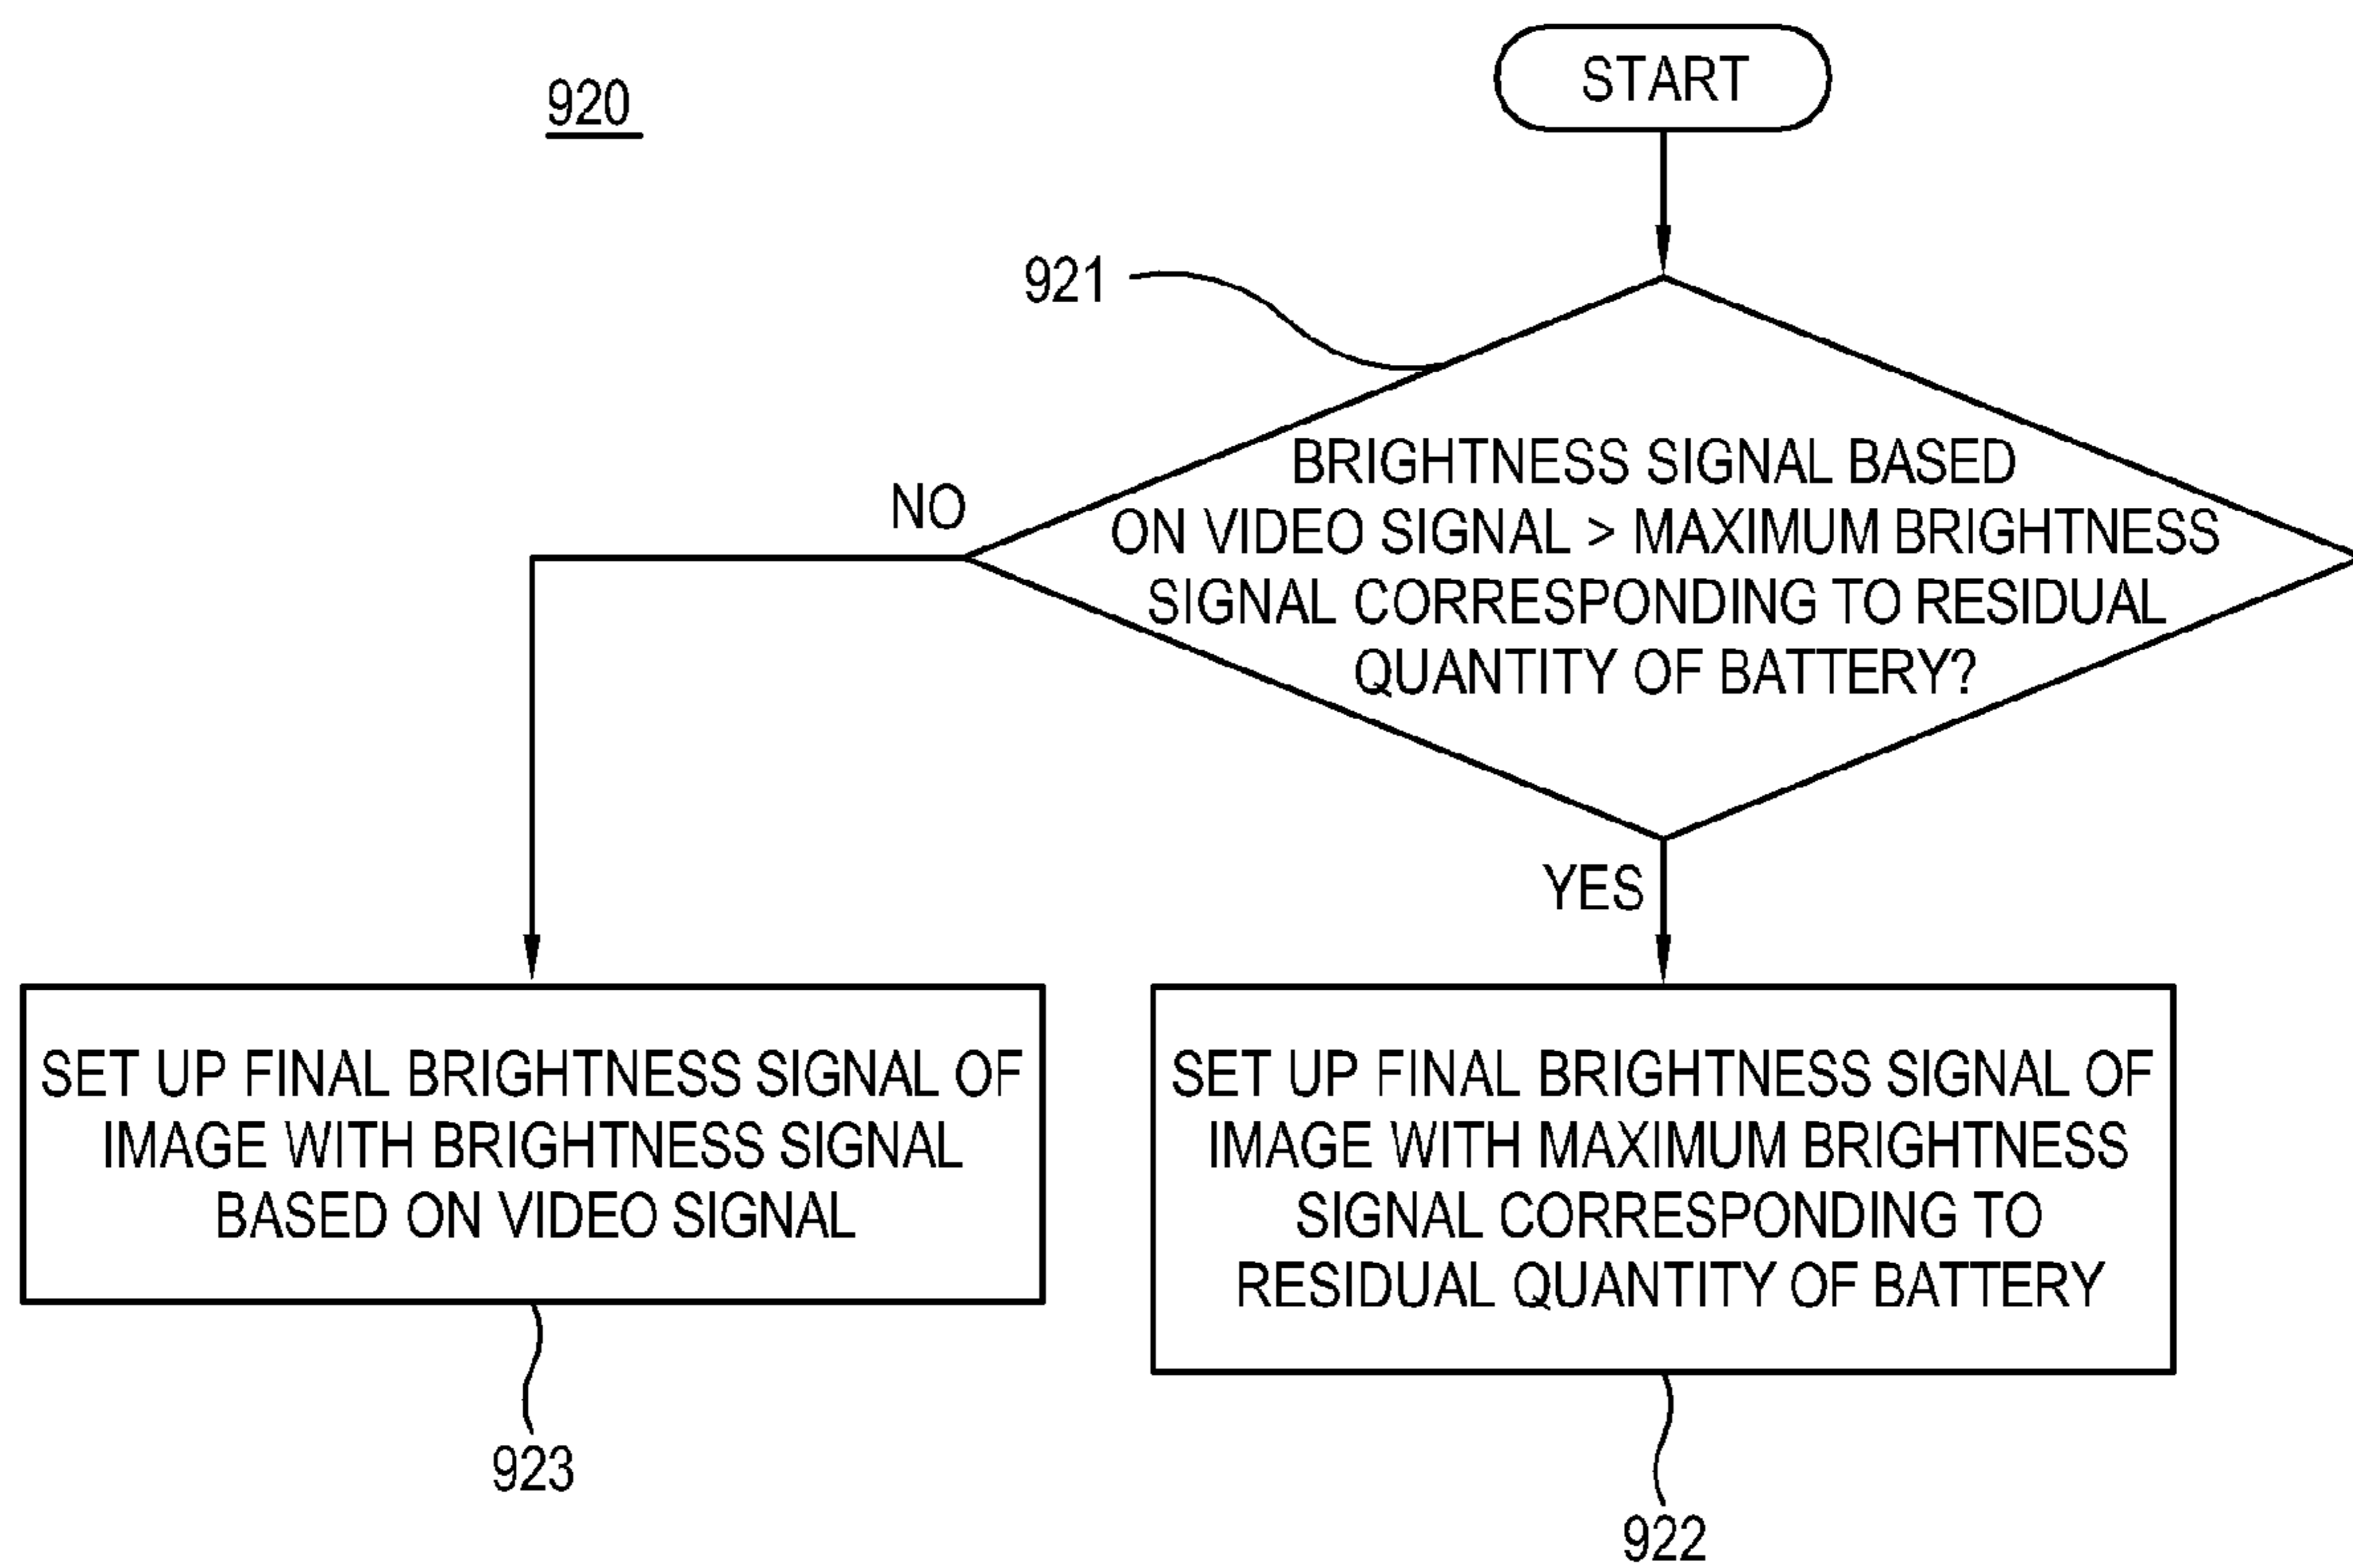 920
START
921
BRIGHTNESS SIGNAL BASED
ON VIDEO SIGNAL > MAXIMUM BRIGHTNESS
SIGNAL CORRESPONDING TO RESIDUAL
QUANTITY OF BATTERY?
NO
YES
SET UP FINAL BRIGHTNESS SIGNAL OF
IMAGE WITH BRIGHTNESS SIGNAL
BASED ON VIDEO SIGNAL
923
SET UP FINAL BRIGHTNESS SIGNAL OF
IMAGE WITH MAXIMUM BRIGHTNESS
SIGNAL CORRESPONDING TO
RESIDUAL QUANTITY OF BATTERY
922